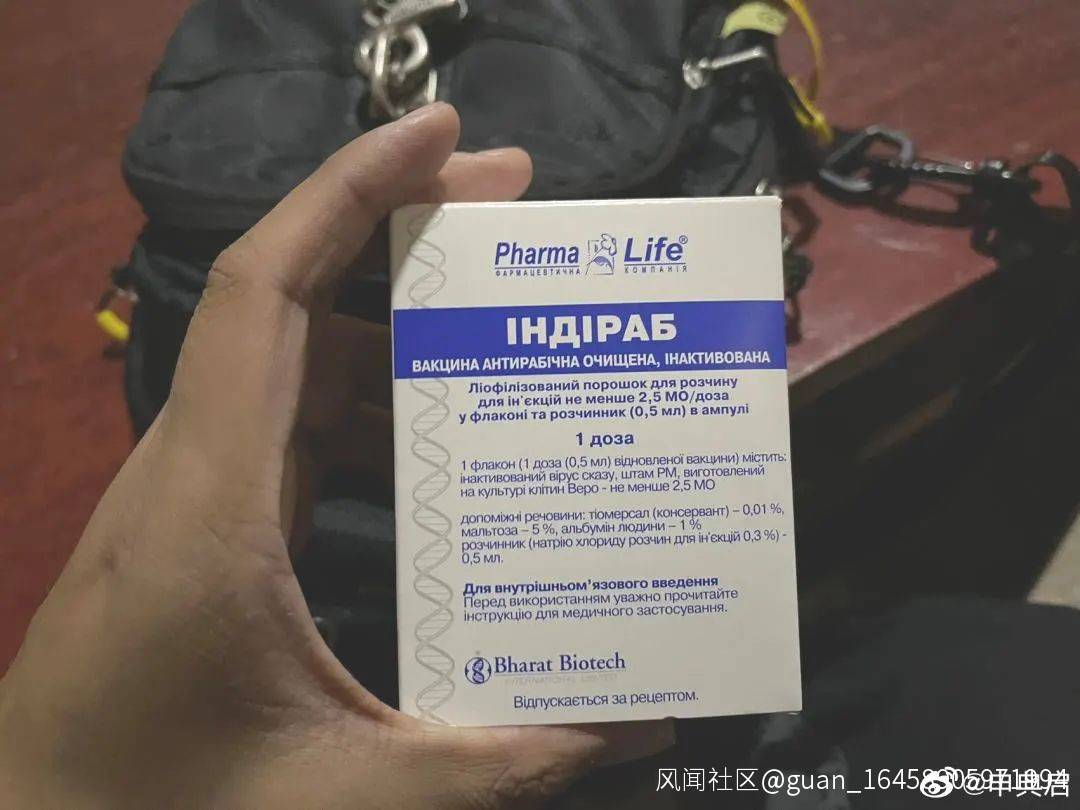 Pharma Life®
ФАРМАЦЕВТИЧНА КОМПАНІЯ
ІНДІРАБ
ВАКЦИНА АНТИРАБІЧНА ОЧИЩЕНА, ІНАКТИВОВАНА
Ліофілізований порошок для розчину
для ін'єкцій не менше 2,5 МО/доза
у флаконі та розчинник (0,5 мл) в ампулі
1 доза
1 флакон (1 доза (0,5 мл) відновленої вакцини) містить:
інактивований вірус сказу, штам PM, виготовлений
на культурі клітин Веро - не менше 2,5 МО
допоміжні речовини: тіомерсал (консервант) – 0,01 %,
мальтоза – 5 %, альбумін людини – 1 %
розчинник (натрію хлориду розчин для ін'єкцій 0,3 %) -
0,5 мл.
Для внутрішньом'язового введення
Перед використанням уважно прочитайте
інструкцію для медичного застосування.
Bharat Biotech
INTERNATIONAL LIMITED
Відпускається за рецептом.
风闻社区